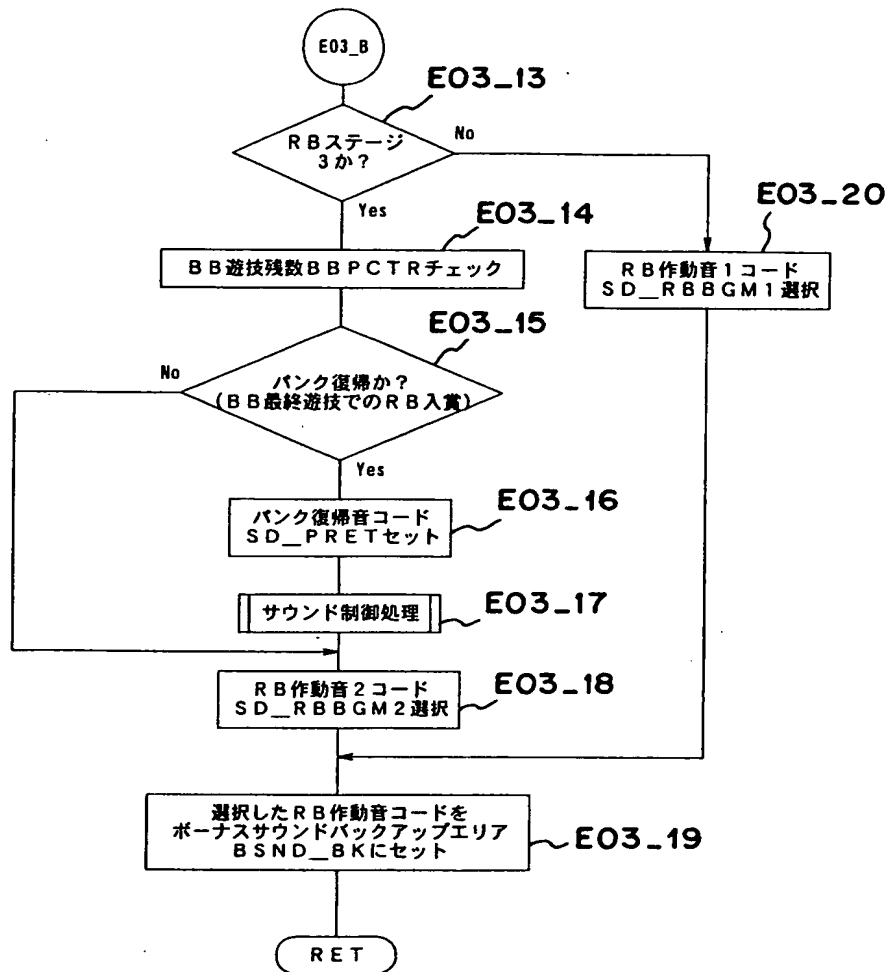 E03_B
E03_13
RBステージ
3か?
No
Yes
E03_14
E03_20
BB遊技残数BBPCTRチェック
RB作動音1コード
SD__RBBGM1選択
E03_15
No
パンク復帰か?
(BB最終遊技でのRB入賞)
Yes
E03_16
パンク復帰音コード
SD__PRETセット
サウンド制御処理
E03_17
RB作動音2コード
SD__RBBGM2選択
E03_18
選択したRB作動音コードを
ボーナスサウンドバックアップエリア
BSND__BKにセット
E03_19
RET